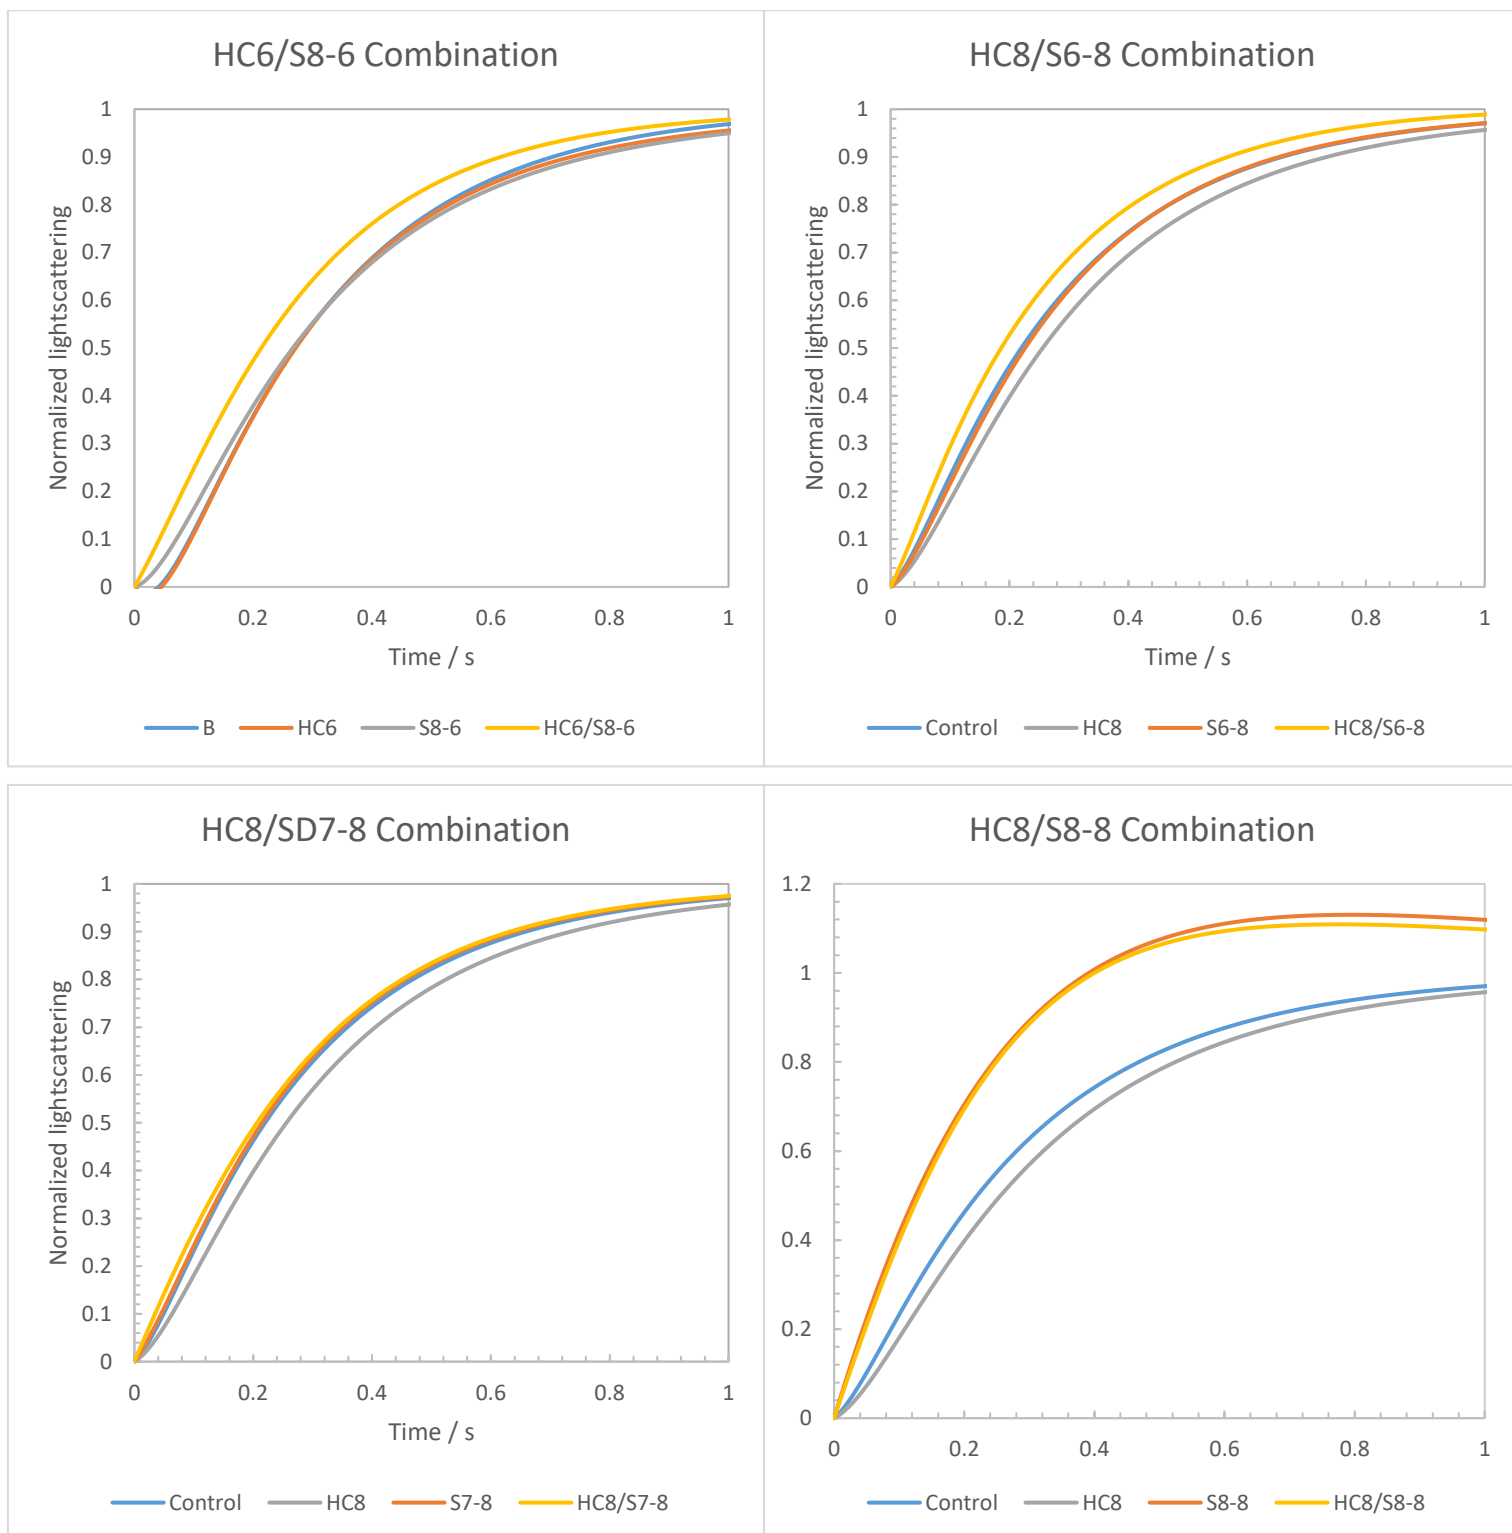 HC6/S8-6 Combination
1
0.9
0.8
0.7
0.6
0.5
0.4
0.3
0.2
0.1
0
Normalized lightscattering
0 0.2 0.4 0.6 0.8 1
Time / s
B HC6 S8-6 HC6/S8-6
HC8/S6-8 Combination
1
0.9
0.8
0.7
0.6
0.5
0.4
0.3
0.2
0.1
0
Normalized lightscattering
0 0.2 0.4 0.6 0.8 1
Time / s
Control HC8 S6-8 HC8/S6-8
HC8/SD7-8 Combination
1
0.9
0.8
0.7
0.6
0.5
0.4
0.3
0.2
0.1
0
Normalized lightscattering
0 0.2 0.4 0.6 0.8 1
Time / s
Control HC8 S7-8 HC8/S7-8
HC8/S8-8 Combination
1.2
1
0.8
0.6
0.4
0.2
0
0 0.2 0.4 0.6 0.8 1
Control HC8 S8-8 HC8/S8-8